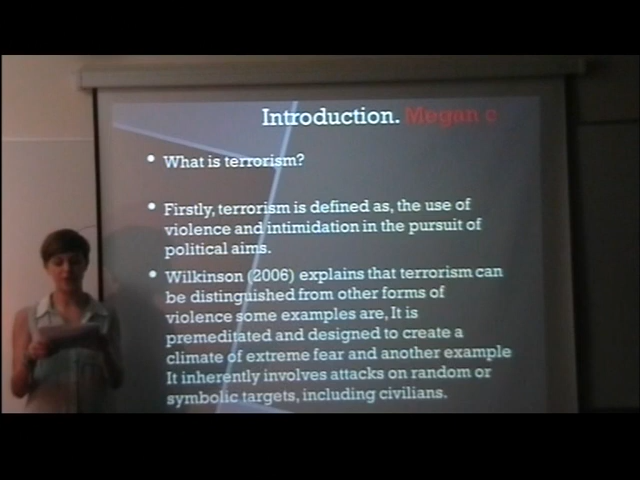 Introduction. Megan c
• What is terrorism?
• Firstly, terrorism is defined as, the use of
violence and intimidation in the pursuit of
political aims.
• Wilkinson (2006) explains that terrorism can
be distinguished from other forms of
violence some examples are, It is
premeditated and designed to create a
climate of extreme fear and another example
It inherently involves attacks on random or
symbolic targets, including civilians.